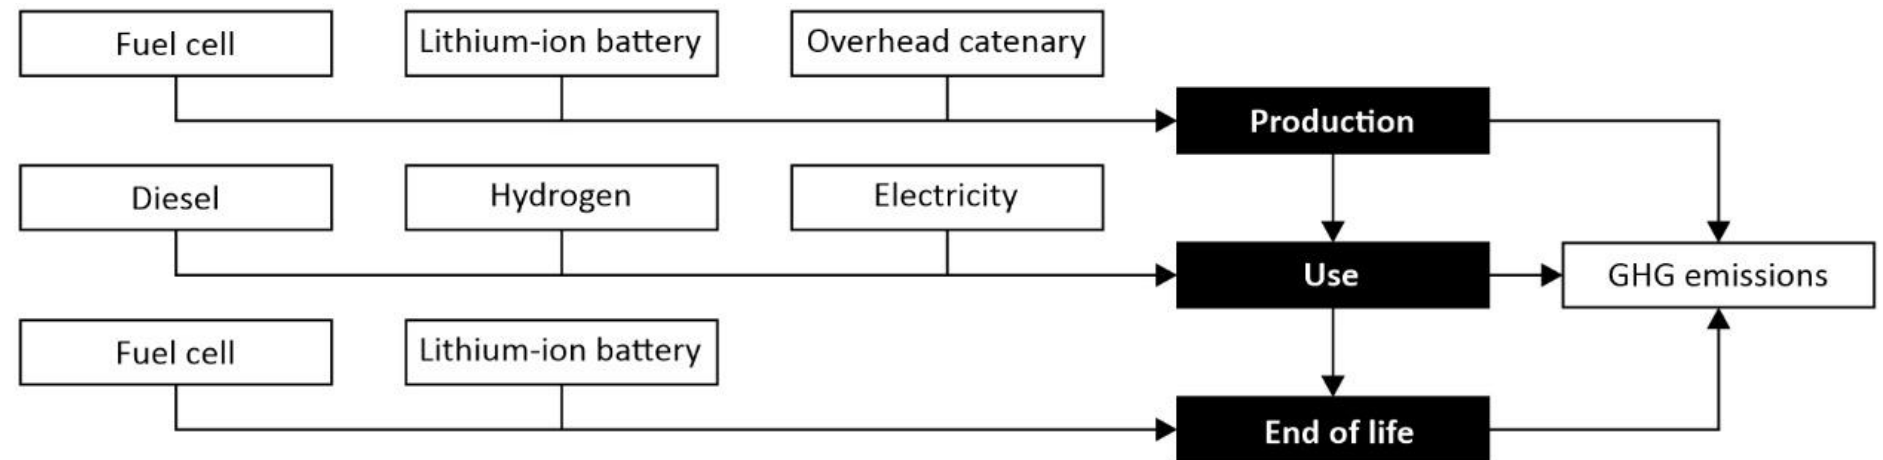 Fuel cell
Lithium-ion battery
Overhead catenary
Production
Diesel
Hydrogen
Electricity
Use
GHG emissions
Fuel cell
Lithium-ion battery
End of life